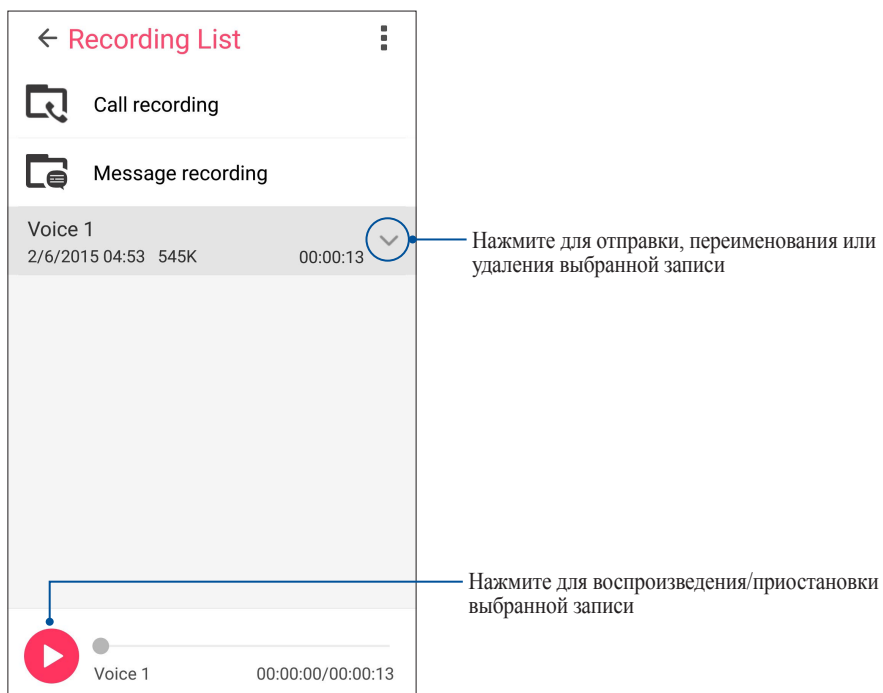 Recording List
Call recording
Message recording
Voice 1
2/6/2015 04:53 545K 00:00:13
Нажмите для отправки, переименования или
удаления выбранной записи
Нажмите для воспроизведения/приостановки
выбранной записи
Voice 1 00:00:00/00:00:13